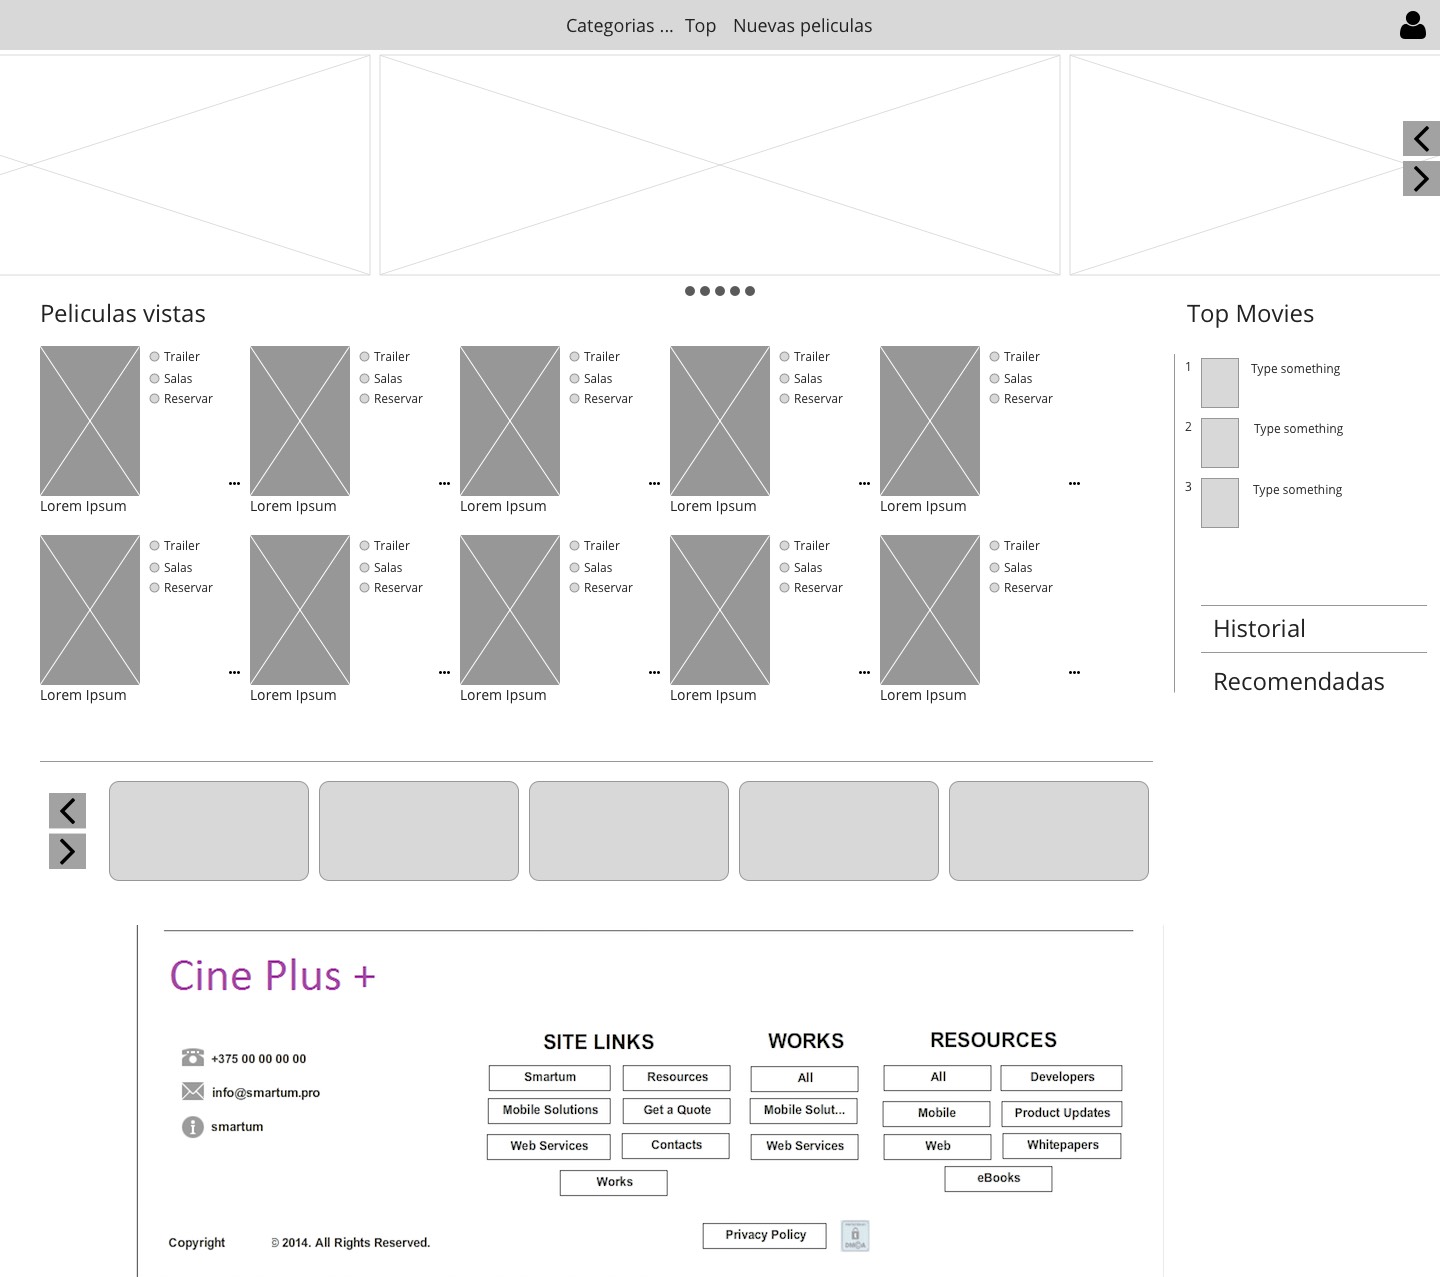 Categorias ... Top Nuevas peliculas
Peliculas vistas
Top Movies
Trailer Trailer Trailer Trailer Trailer
Salas Salas Salas Salas Salas
Reservar Reservar Reservar Reservar Reservar
... ... ... ... ...
Lorem Ipsum Lorem Ipsum Lorem Ipsum Lorem Ipsum Lorem Ipsum
1 Type something
2 Type something
3 Type something
Trailer Trailer Trailer Trailer Trailer
Salas Salas Salas Salas Salas
Reservar Reservar Reservar Reservar Reservar
... ... ... ... ...
Lorem Ipsum Lorem Ipsum Lorem Ipsum Lorem Ipsum Lorem Ipsum
Historial
Recomendadas
Cine Plus +
+375 00 00 00 00
info@smartum.pro
smartum
SITE LINKS
Smartum Resources
Mobile Solutions Get a Quote
Web Services Contacts
Works
WORKS
All
Mobile Solut...
Web Services
RESOURCES
All Developers
Mobile Product Updates
Web Whitepapers
eBooks
Privacy Policy
Copyright © 2014. All Rights Reserved.